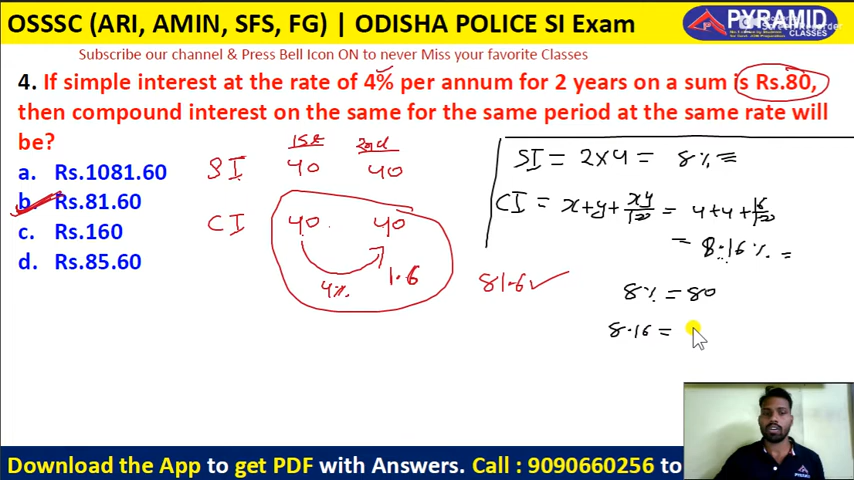 OSSSC (ARI, AMIN, SFS, FG) | ODISHA POLICE SI Exam
PYRAMID
CLASSES
Subscribe our channel & Press Bell Icon ON to never Miss your favorite Classes
4. If simple interest at the rate of 4% per annum for 2 years on a sum is Rs.80,
then compound interest on the same for the same period at the same rate will
be?
a. Rs.1081.60
b. Rs.81.60
c. Rs.160
d. Rs.85.60
1st 2nd
SI 40 40
CI 40 40
4%
1.6
81.6
SI = 2x4 = 8%
CI = x+y+xy/100 = 4+4+16/100
= 8.16% =
8% = 80
8.16 =
Download the App to get PDF with Answers. Call : 9090660256 to